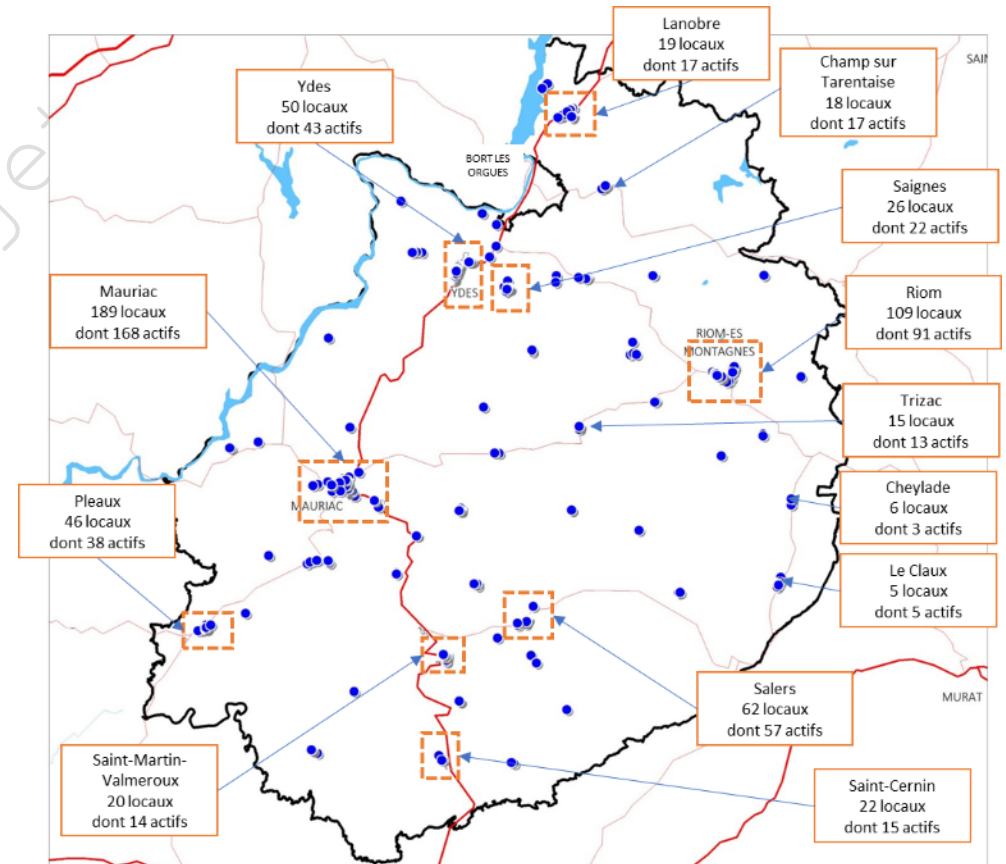 Lanobre
19 locaux
dont 17 actifs
SAI
Champ sur
Tarentaise
18 locaux
dont 17 actifs
Ydes
50 locaux
dont 43 actifs
BORT LES
ORGUES
Saignes
26 locaux
dont 22 actifs
YDES
Mauriac
189 locaux
dont 168 actifs
Riom
109 locaux
dont 91 actifs
RIOM-ES
MONTAGNES
Trizac
15 locaux
dont 13 actifs
MAURIAC
Pleaux
46 locaux
dont 38 actifs
Cheylade
6 locaux
dont 3 actifs
Le Claux
5 locaux
dont 5 actifs
Salers
62 locaux
dont 57 actifs
MURAT
Saint-Martin-
Valmeroux
20 locaux
dont 14 actifs
Saint-Cernin
22 locaux
dont 15 actifs